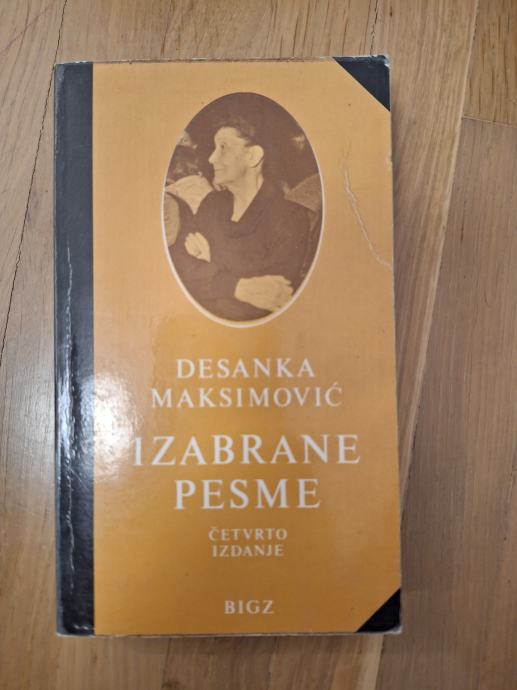 DESANKA
MAKSIMOVIĆ
IZABRANE
PESME
ČETVRTO
IZDANJE
BIGZ